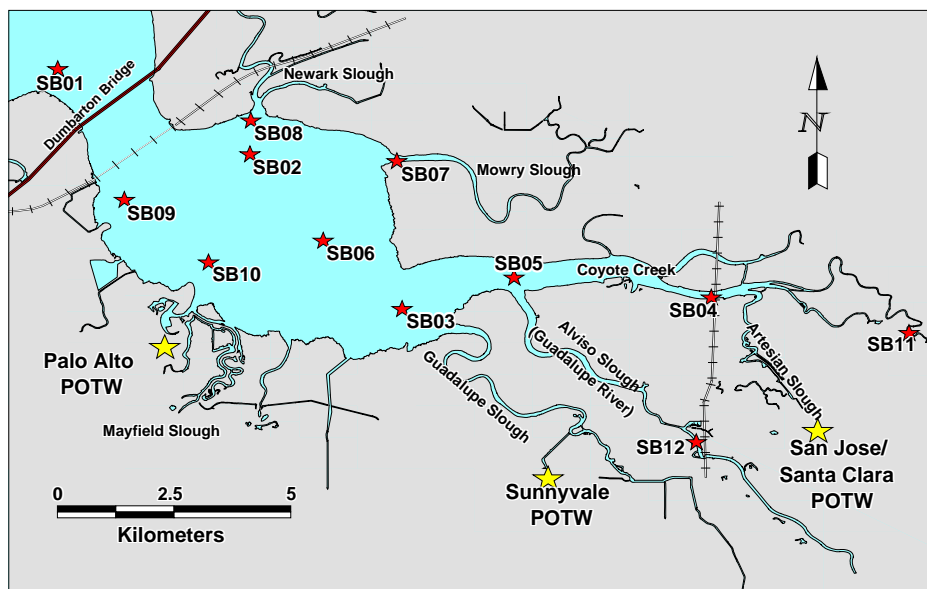 SB01
Dumbarton Bridge
Newark Slough
SB08
SB02
SB07
Mowry Slough
N
SB09
SB06
SB10
SB05
Coyote Creek
SB04
SB03
SB11
Alviso Slough
(Guadalupe River)
Artesian Slough
Guadalupe Slough
Palo Alto
POTW
Mayfield Slough
SB12
San Jose/
Santa Clara
POTW
Sunnyvale
POTW
0 2.5 5
Kilometers